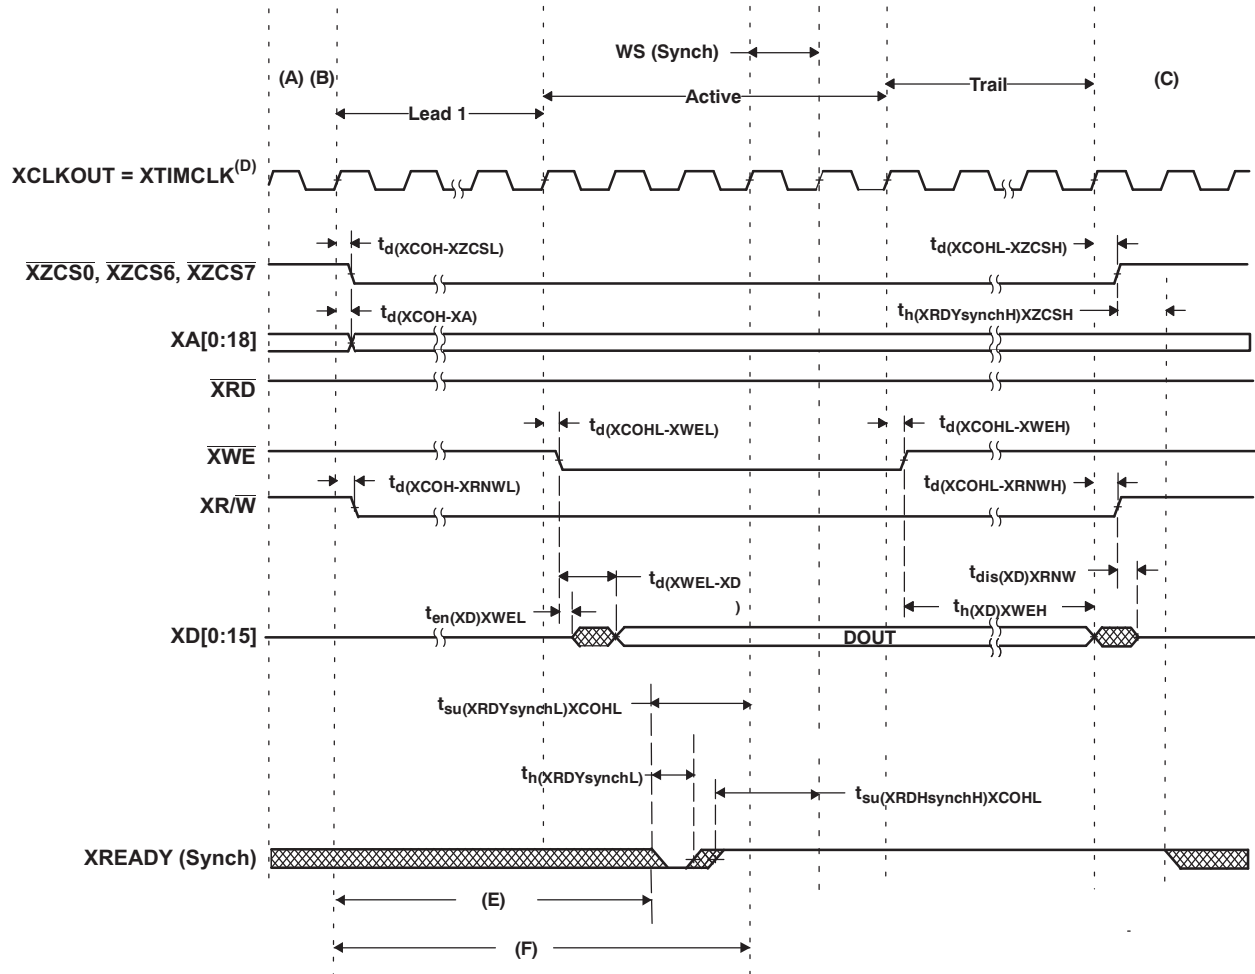 WS (Synch)
(A) (B)
(C)
Trail
Active
Lead 1
XCLKOUT = XTIMCLK(D)
td(XCOH-XZCSL)
td(XCOHL-XZCSH)
XZCS0, XZCS6, XZCS7
td(XCOH-XA)
th(XRDYsynchH)XZCSH
XA[0:18]
XRD
td(XCOHL-XWEL)
td(XCOHL-XWEH)
XWE
td(XCOH-XRNWL)
td(XCOHL-XRNWH)
XR/W
td(XWEL-XD
)
tdis(XD)XRNW
ten(XD)XWEL
th(XD)XWEH
XD[0:15]
DOUT
tsu(XRDYsynchL)XCOHL
th(XRDYsynchL)
tsu(XRDHsynchH)XCOHL
XREADY (Synch)
(E)
(F)